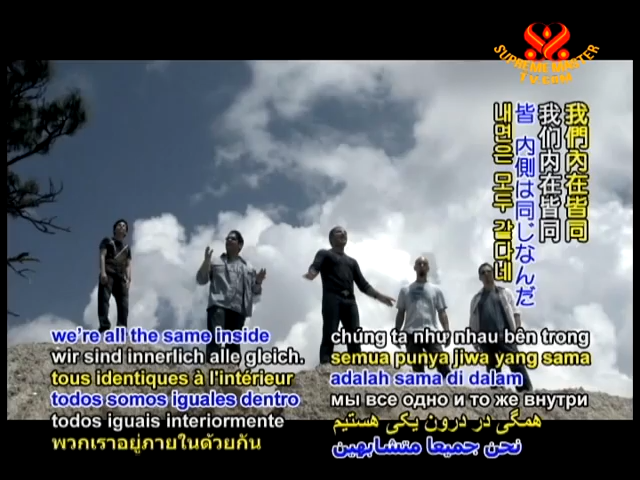 SUPREME MASTER
TV.COM
我們內在皆同
我们内在皆同
皆 内側は同じなんだ
내면은 모두 같다네
we're all the same inside
wir sind innerlich alle gleich.
tous identiques à l'intérieur
todos somos iguales dentro
todos iguais interiormente
พวกเราอยู่ภายในด้วยกัน
chúng ta như nhau bên trong
semua punya jiwa yang sama
adalah sama di dalam
мы все одно и то же внутри
همگی در درون یکی هستیم
نحن جميعا متشابهين